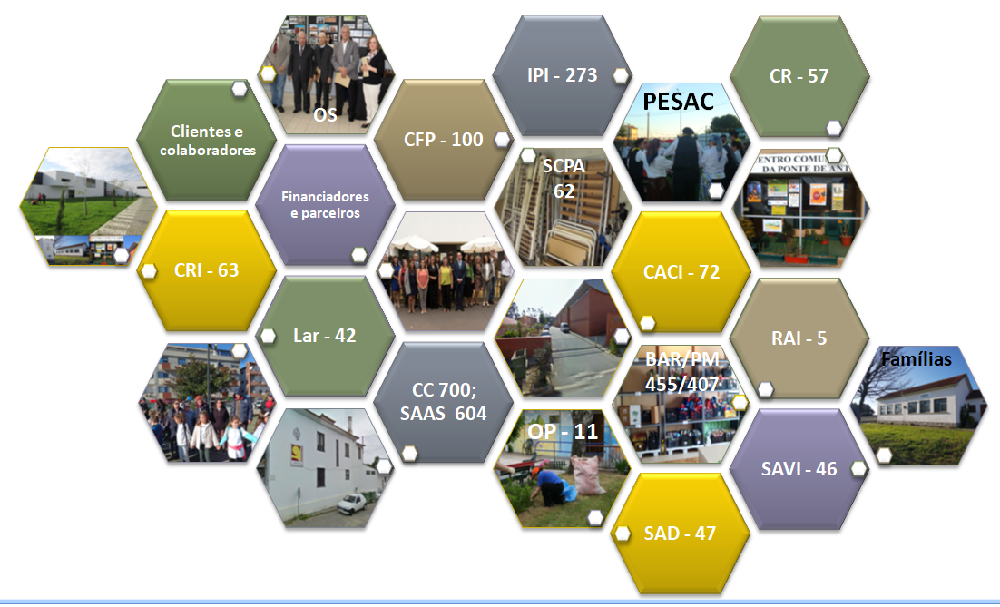 OS
IPI - 273
CR - 57
PESAC
Clientes e
colaboradores
CFP - 100
SCPA
62
ENTRO COMU
DA PONTE DE ANT
Financiadores
e parceiros
CRI - 63
CACI - 72
Lar - 42
RAI - 5
BAR/PM
455/407
Famílias
CC 700;
SAAS 604
OP - 11
SAVI - 46
SAD - 47